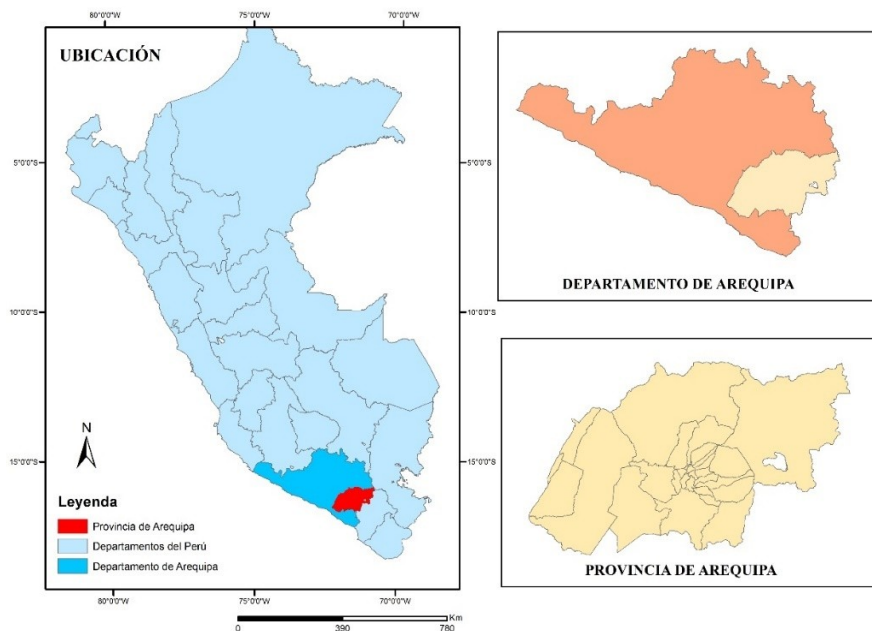 80°0'0"W 75°0'0"W 70°0'0"W
UBICACIÓN
5°0'0"S 5°0'0"S
10°0'0"S 10°0'0"S
15°0'0"S 15°0'0"S
N
Leyenda
Provincia de Arequipa
Departamentos del Perú
Departamento de Arequipa
80°0'0"W 75°0'0"W 70°0'0"W
Km
0 390 780
DEPARTAMENTO DE AREQUIPA
PROVINCIA DE AREQUIPA